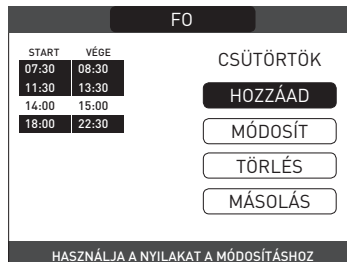 FO
START VÉGE
07:30 08:30
11:30 13:30
14:00 15:00
18:00 22:30
CSÜTÖRTÖK
HOZZÁAD
MÓDOSÍT
TÖRLÉS
MÁSOLÁS
HASZNÁLJA A NYILAKAT A MÓDOSÍTÁSHOZ